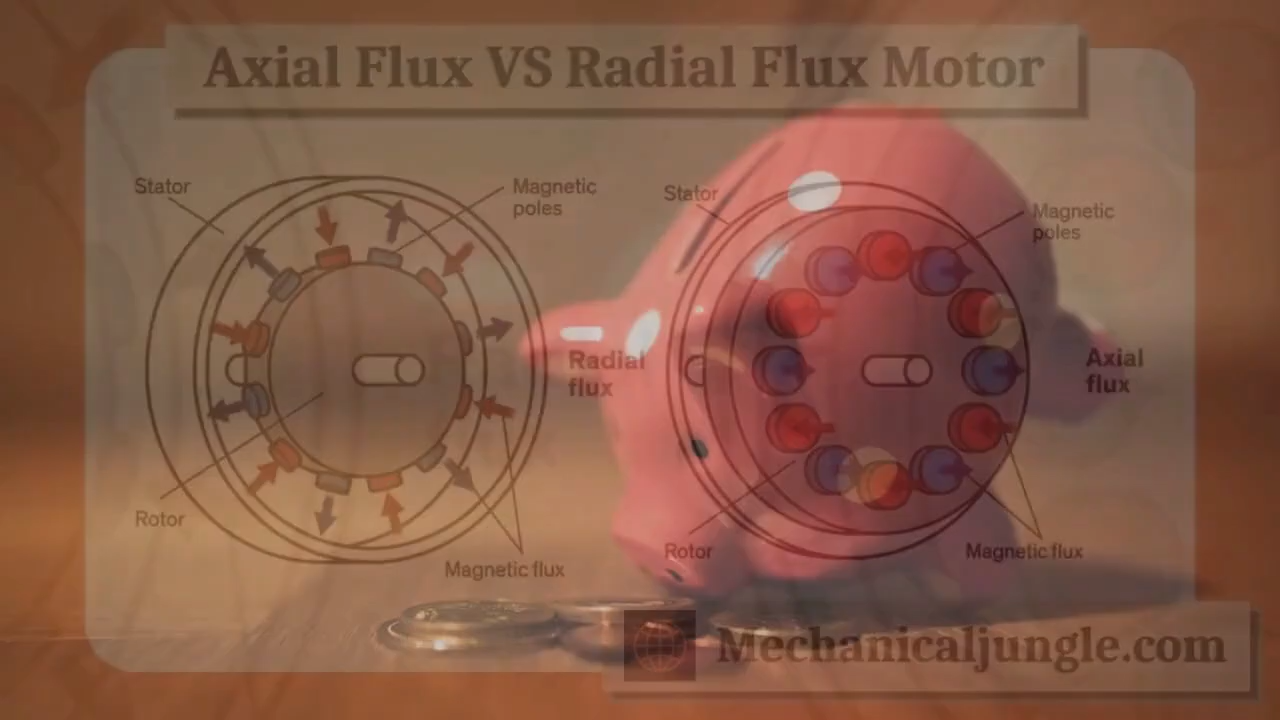 Axial Flux VS Radial Flux Motor
Stator
Magnetic
poles
Radial
flux
Rotor
Magnetic flux
Stator
Magnetic
poles
Axial
flux
Rotor
Magnetic flux
Mechanicaljungle.com